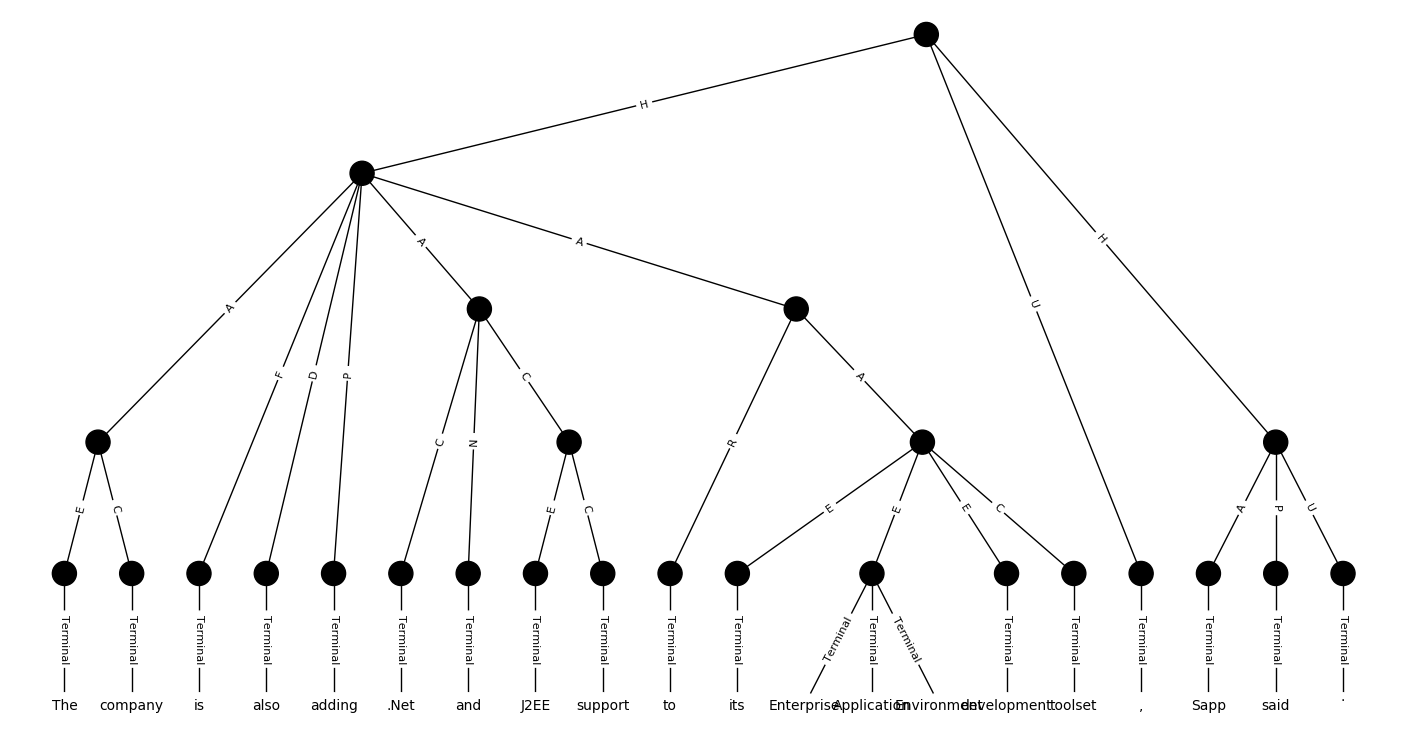 H
A A
H
U
A F D P
C A
C N R
E C E C E E E C A P U
Terminal Terminal Terminal Terminal Terminal Terminal Terminal Terminal Terminal Terminal Terminal Terminal Terminal Terminal Terminal Terminal Terminal Terminal Terminal Terminal
The company is also adding .Net and J2EE support to its Enterprise Application Environment development toolset , Sapp said .